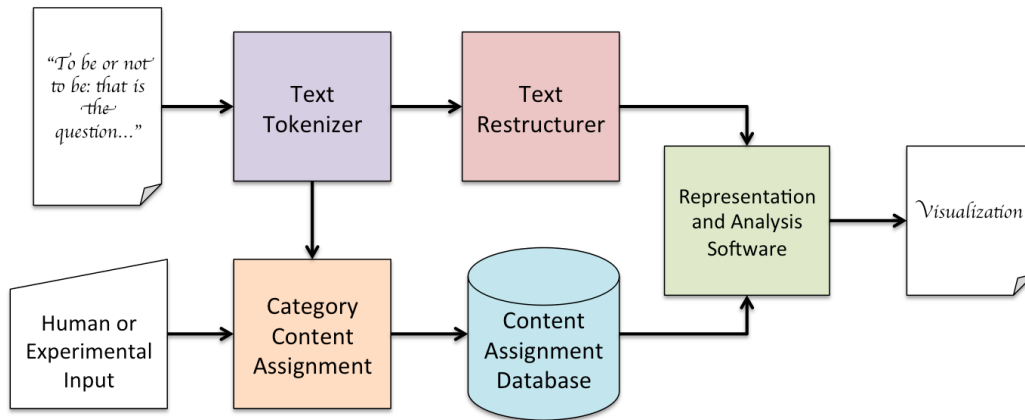 “To be or not
to be: that is
the
question…”
Text
Tokenizer
Text
Restructurer
Representation
and Analysis
Software
Visualization
Human or
Experimental
Input
Category
Content
Assignment
Content
Assignment
Database